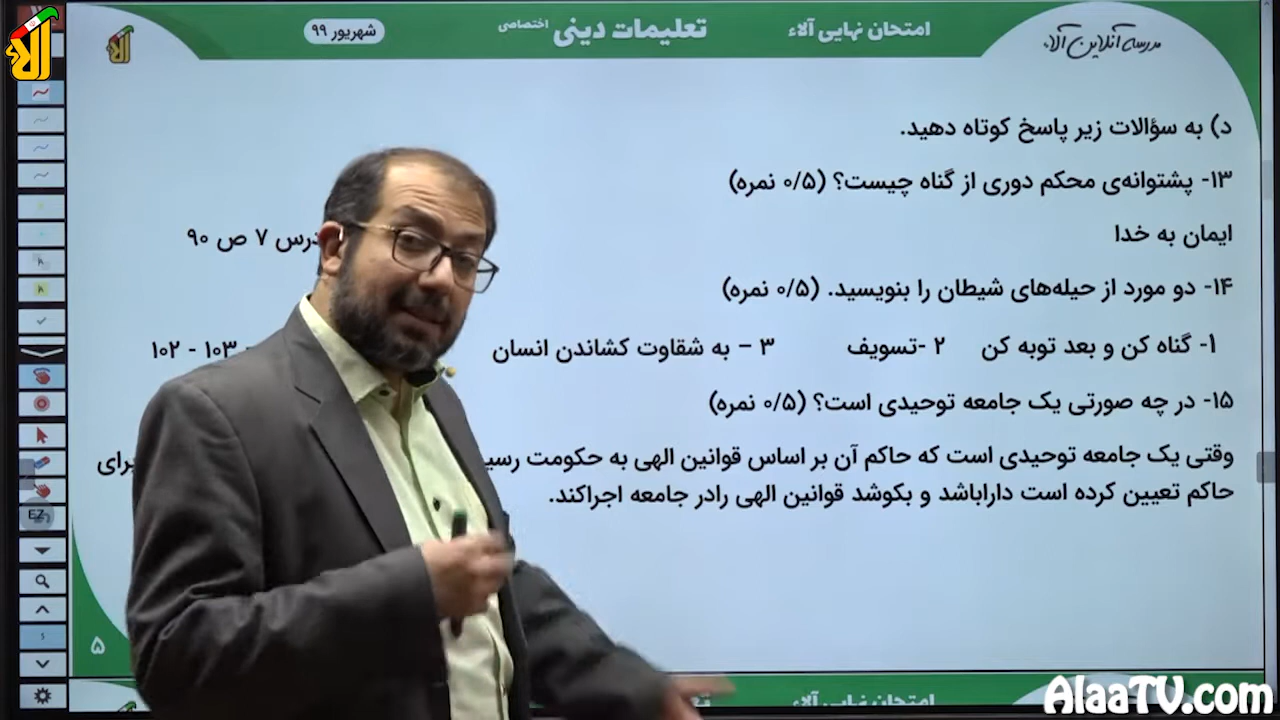 مدرسه آنلاین آلاء
امتحان نهایی آلاء
تعلیمات دینی اختصاصی
شهریور ۹۹
د) به سؤالات زیر پاسخ کوتاه دهید.
۱۳- پشتوانه‌ی محکم دوری از گناه چیست؟ (۰/۵ نمره)
ایمان به خدا درس ۷ ص ۹۰
۱۴- دو مورد از حیله‌های شیطان را بنویسید. (۰/۵ نمره)
۱- گناه کن و بعد توبه کن ۲ -تسویف ۳ – به شقاوت کشاندن انسان - ۱۰۳ - ۱۰۲
۱۵- در چه صورتی یک جامعه توحیدی است؟ (۰/۵ نمره)
وقتی یک جامعه توحیدی است که حاکم آن بر اساس قوانین الهی به حکومت برای
حاکم تعیین کرده است داراباشد و بکوشد قوانین الهی رادر جامعه اجراکند.
۵
امتحان نهایی آلاء
AlaaTV.com